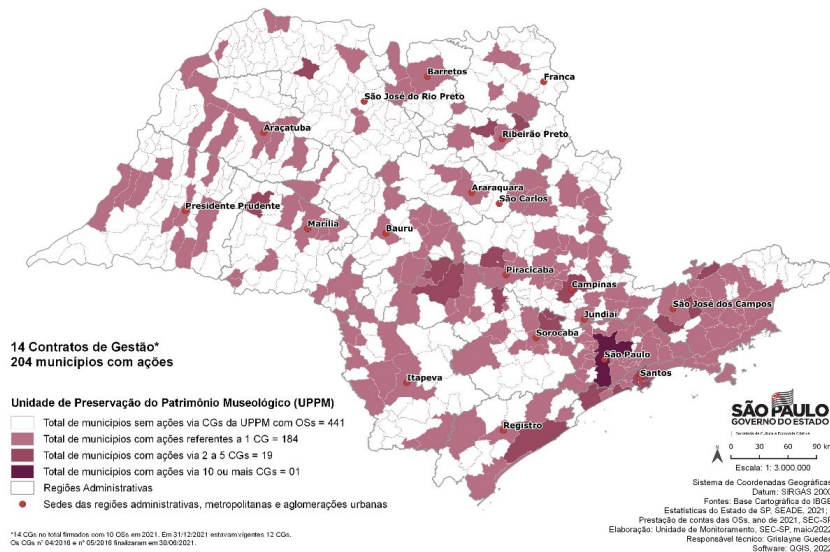 Barretos
Franca
São José do Rio Preto
Araçatuba
Ribeirão Preto
Araraquara
São Carlos
Presidente Prudente
Marília
Bauru
Piracicaba
Campinas
São José dos Campos
Jundiaí
Sorocaba
São Paulo
Santos
Itapeva
Registro
14 Contratos de Gestão*
204 municípios com ações
Unidade de Preservação do Patrimônio Museológico (UPPM)
Total de municípios sem ações via CGs da UPPM com OSs = 441
Total de municípios com ações referentes a 1 CG = 184
Total de municípios com ações via 2 a 5 CGs = 19
Total de municípios com ações via 10 ou mais CGs = 01
Regiões Administrativas
Sedes das regiões administrativas, metropolitanas e aglomerações urbanas
*14 CGs no total firmados com 10 OSs em 2021. Em 31/12/2021 estavam vigentes 12 CGs.
Os CGs n° 04/2016 e n° 05/2016 finalizaram em 30/06/2021.
SÃO PAULO
GOVERNO DO ESTADO
Secretaria de Cultura e Economia Criativa
N
0 30 60 90 km
Escala: 1: 3.000.000
Sistema de Coordenadas Geográficas
Datum: SIRGAS 2000
Fontes: Base Cartográfica do IBGE
Estatísticas do Estado de SP, SEADE, 2021;
Prestação de contas das OSs, ano de 2021, SEC-SP
Elaboração: Unidade de Monitoramento, SEC-SP, maio/2022
Responsável técnico: Grislayne Guedes
Software: QGIS, 2022